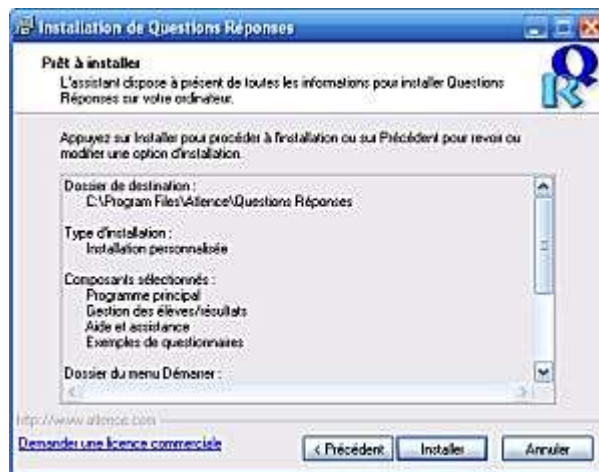 Installation de Questions Réponses
Prêt à installer
L'assistant dispose à présent de toutes les informations pour installer Questions
Réponses sur votre ordinateur.
QR
Appuyez sur Installer pour procéder à l'installation ou sur Précédent pour revoir ou
modifier une option d'installation.
Dossier de destination :
C:\Program Files\Atlence\Questions Réponses
Type d'installation :
Installation personnalisée
Composants sélectionnés :
Programme principal
Gestion des élèves/résultats
Aide et assistance
Exemples de questionnaires
Dossier du menu Démarrer :
http://www.atlence.com
Demander une licence commerciale
< Précédent
Installer
Annuler